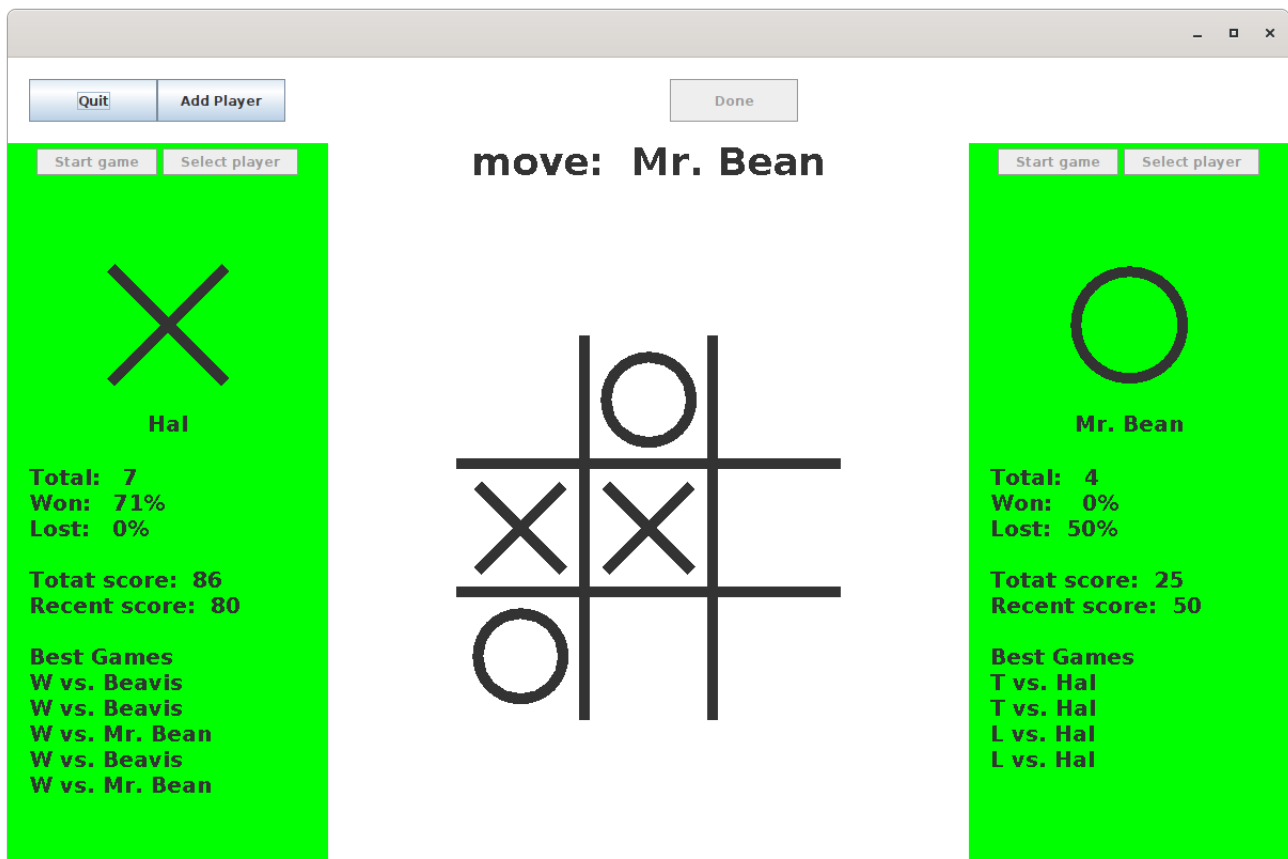 Quit Add Player Done
Start game Select player
move:  Mr. Bean
Start game Select player
Hal
Total:   7
Won:   71%
Lost:   0%
Totat score:  86
Recent score:  80
Best Games
W vs. Beavis
W vs. Beavis
W vs. Mr. Bean
W vs. Beavis
W vs. Mr. Bean
Mr. Bean
Total:   4
Won:    0%
Lost:  50%
Totat score:  25
Recent score:  50
Best Games
T vs. Hal
T vs. Hal
L vs. Hal
L vs. Hal